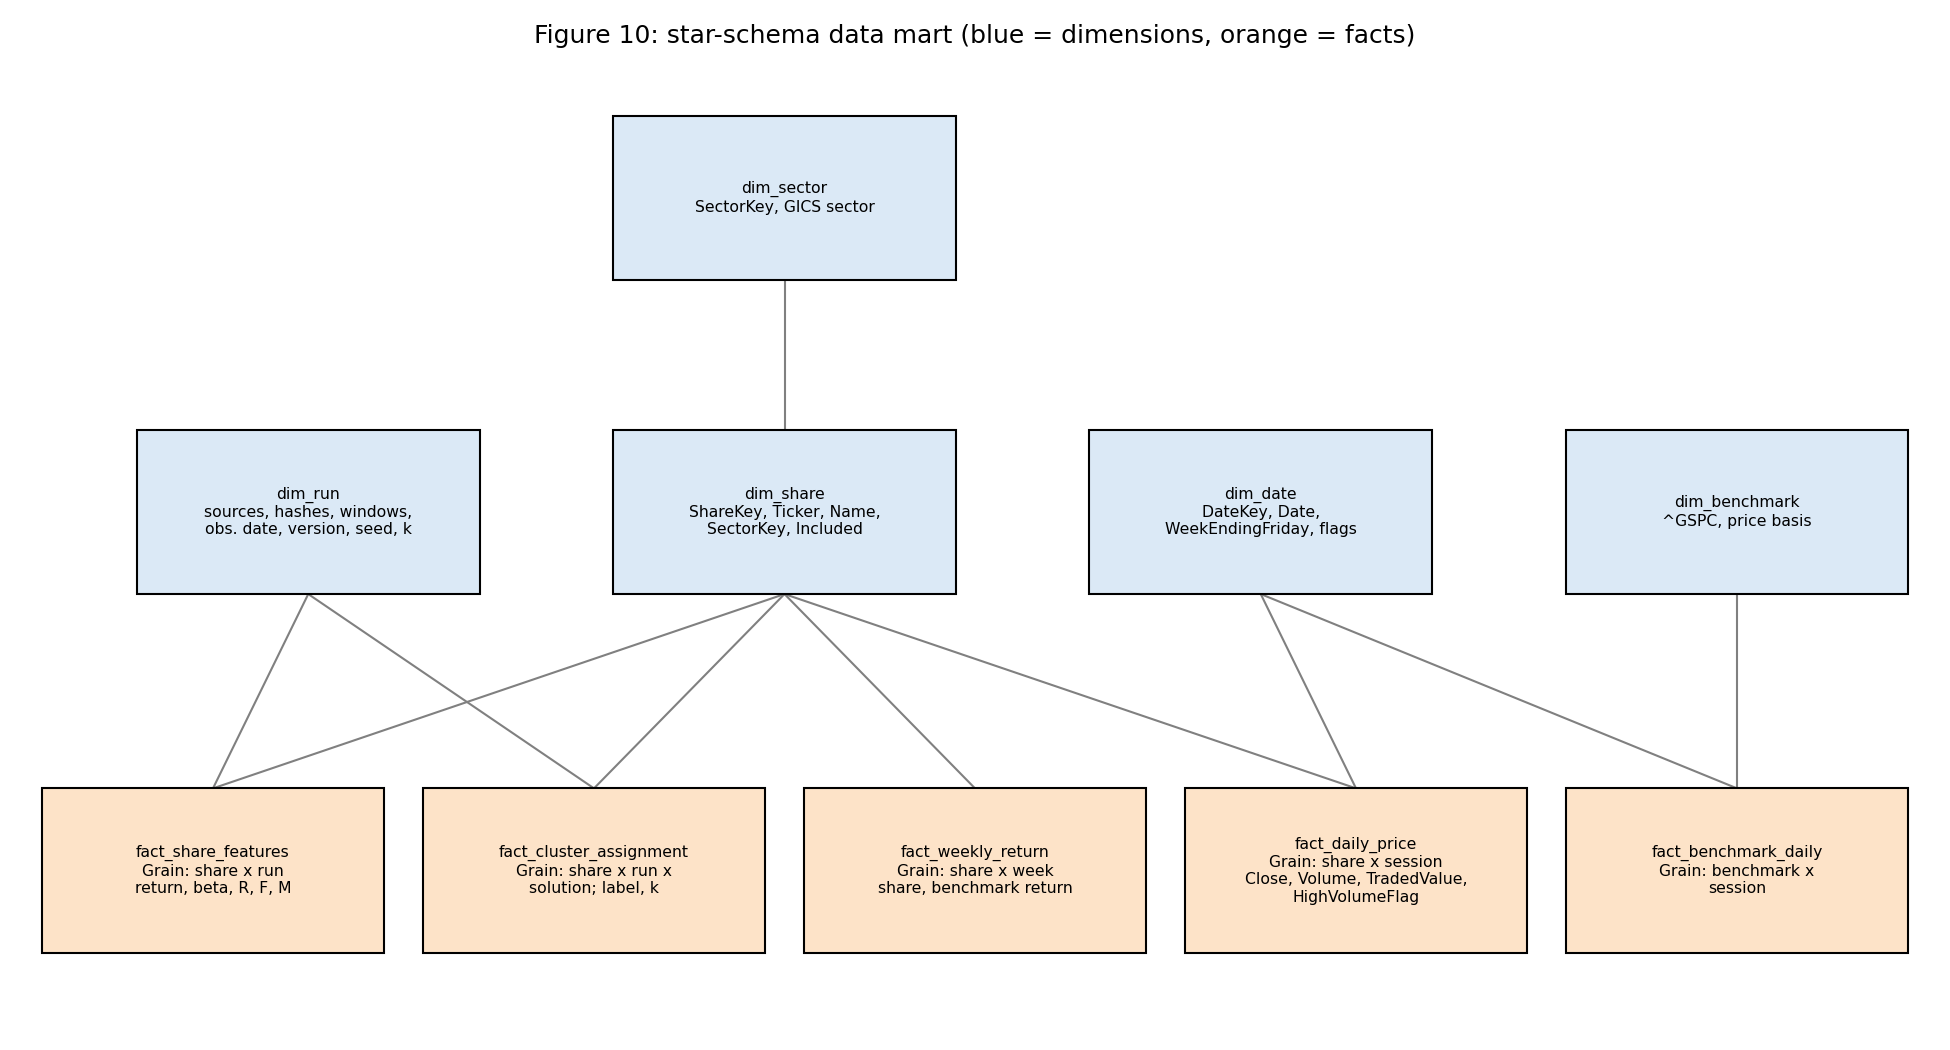 Figure 10: star-schema data mart (blue = dimensions, orange = facts)
dim_sector
SectorKey, GICS sector
dim_run
sources, hashes, windows,
obs. date, version, seed, k
dim_share
ShareKey, Ticker, Name,
SectorKey, Included
dim_date
DateKey, Date,
WeekEndingFriday, flags
dim_benchmark
^GSPC, price basis
fact_share_features
Grain: share x run
return, beta, R, F, M
fact_cluster_assignment
Grain: share x run x
solution; label, k
fact_weekly_return
Grain: share x week
share, benchmark return
fact_daily_price
Grain: share x session
Close, Volume, TradedValue,
HighVolumeFlag
fact_benchmark_daily
Grain: benchmark x
session